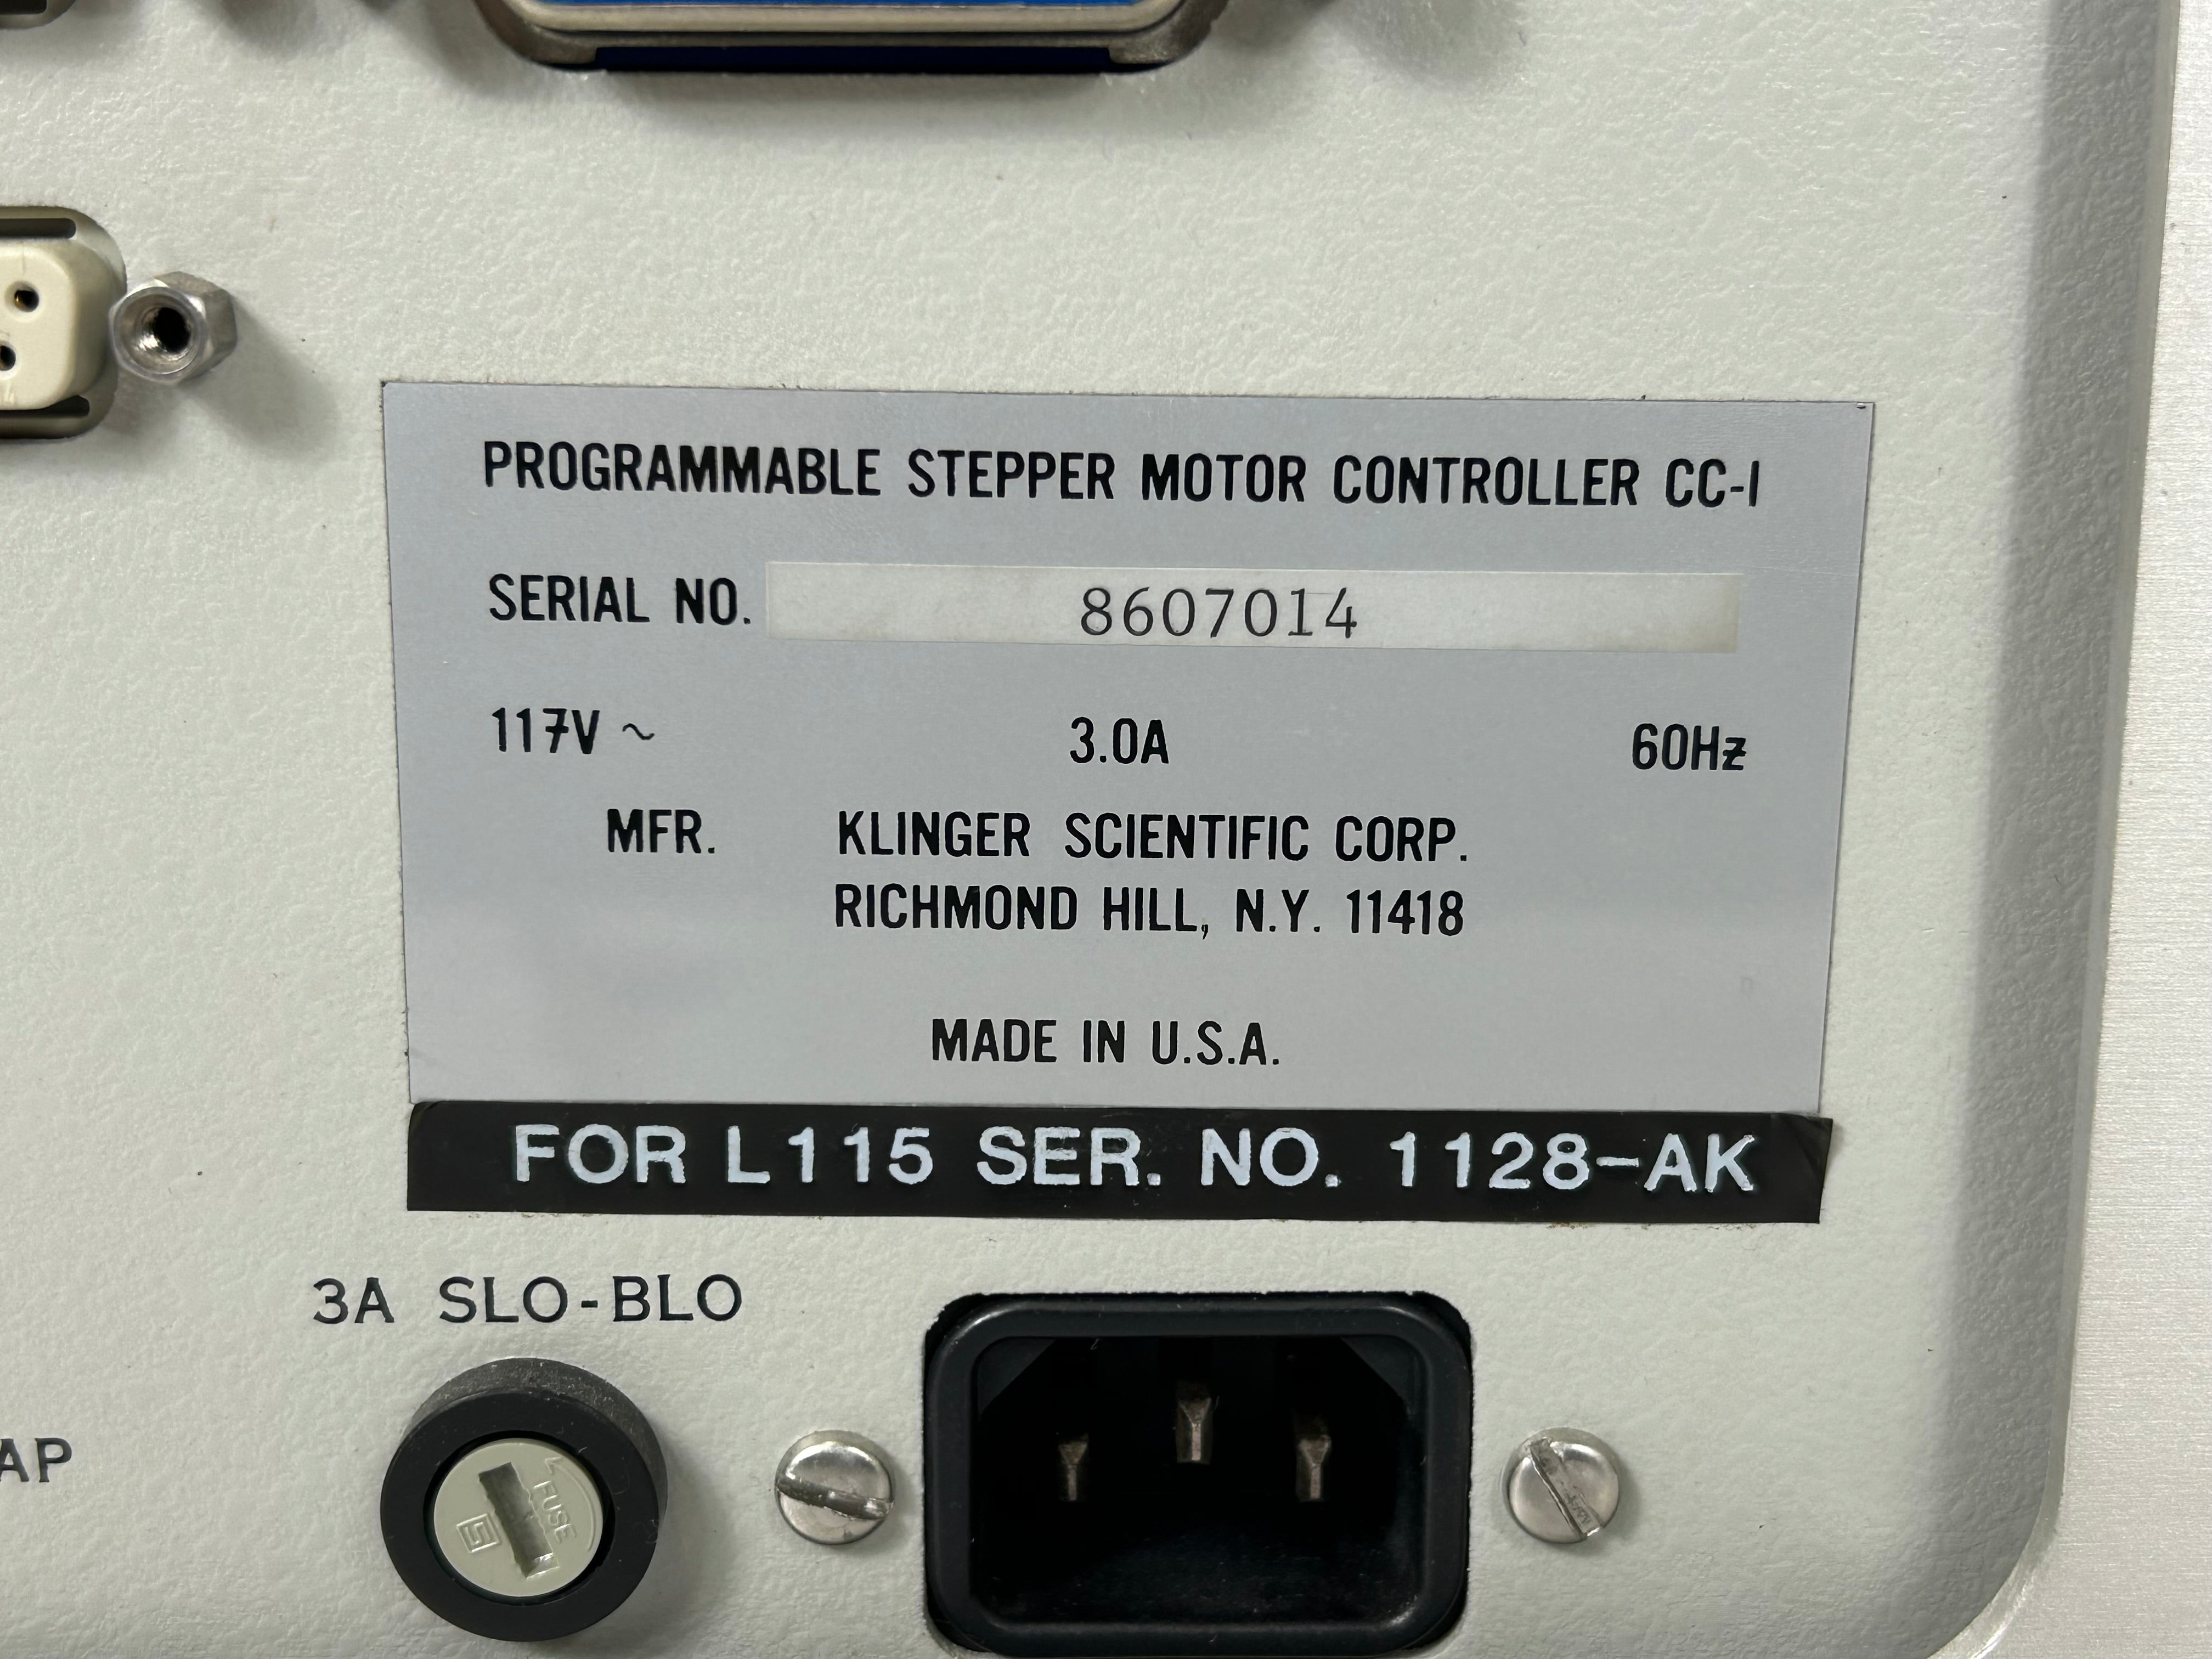 PROGRAMMABLE STEPPER MOTOR CONTROLLER CC-1
SERIAL NO. 8607014
117V ~ 3.0A 60Hz
MFR. KLINGER SCIENTIFIC CORP.
RICHMOND HILL, N.Y. 11418
MADE IN U.S.A.
FOR L115 SER. NO. 1128-AK
3A SLO-BLO
AP
FUSE